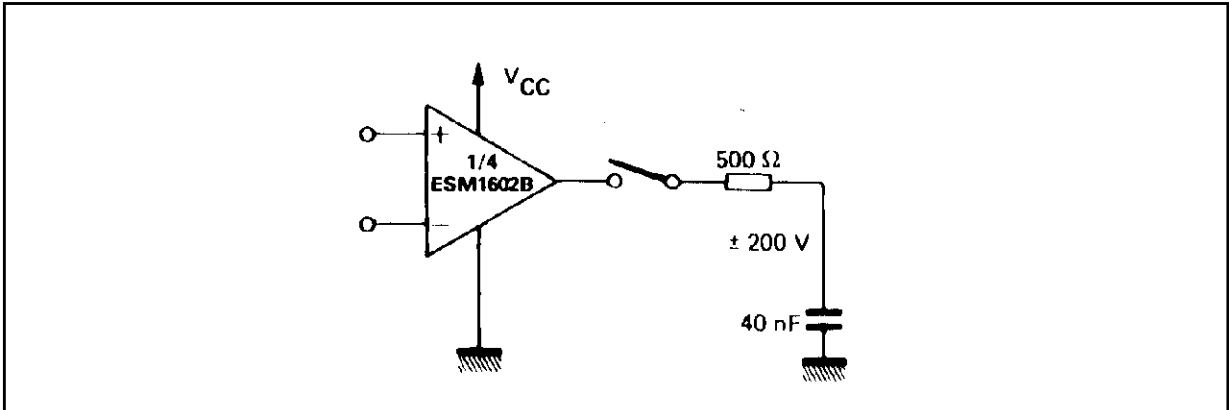 V_CC
+
1/4
ESM1602B
−
500 Ω
± 200 V
40 nF